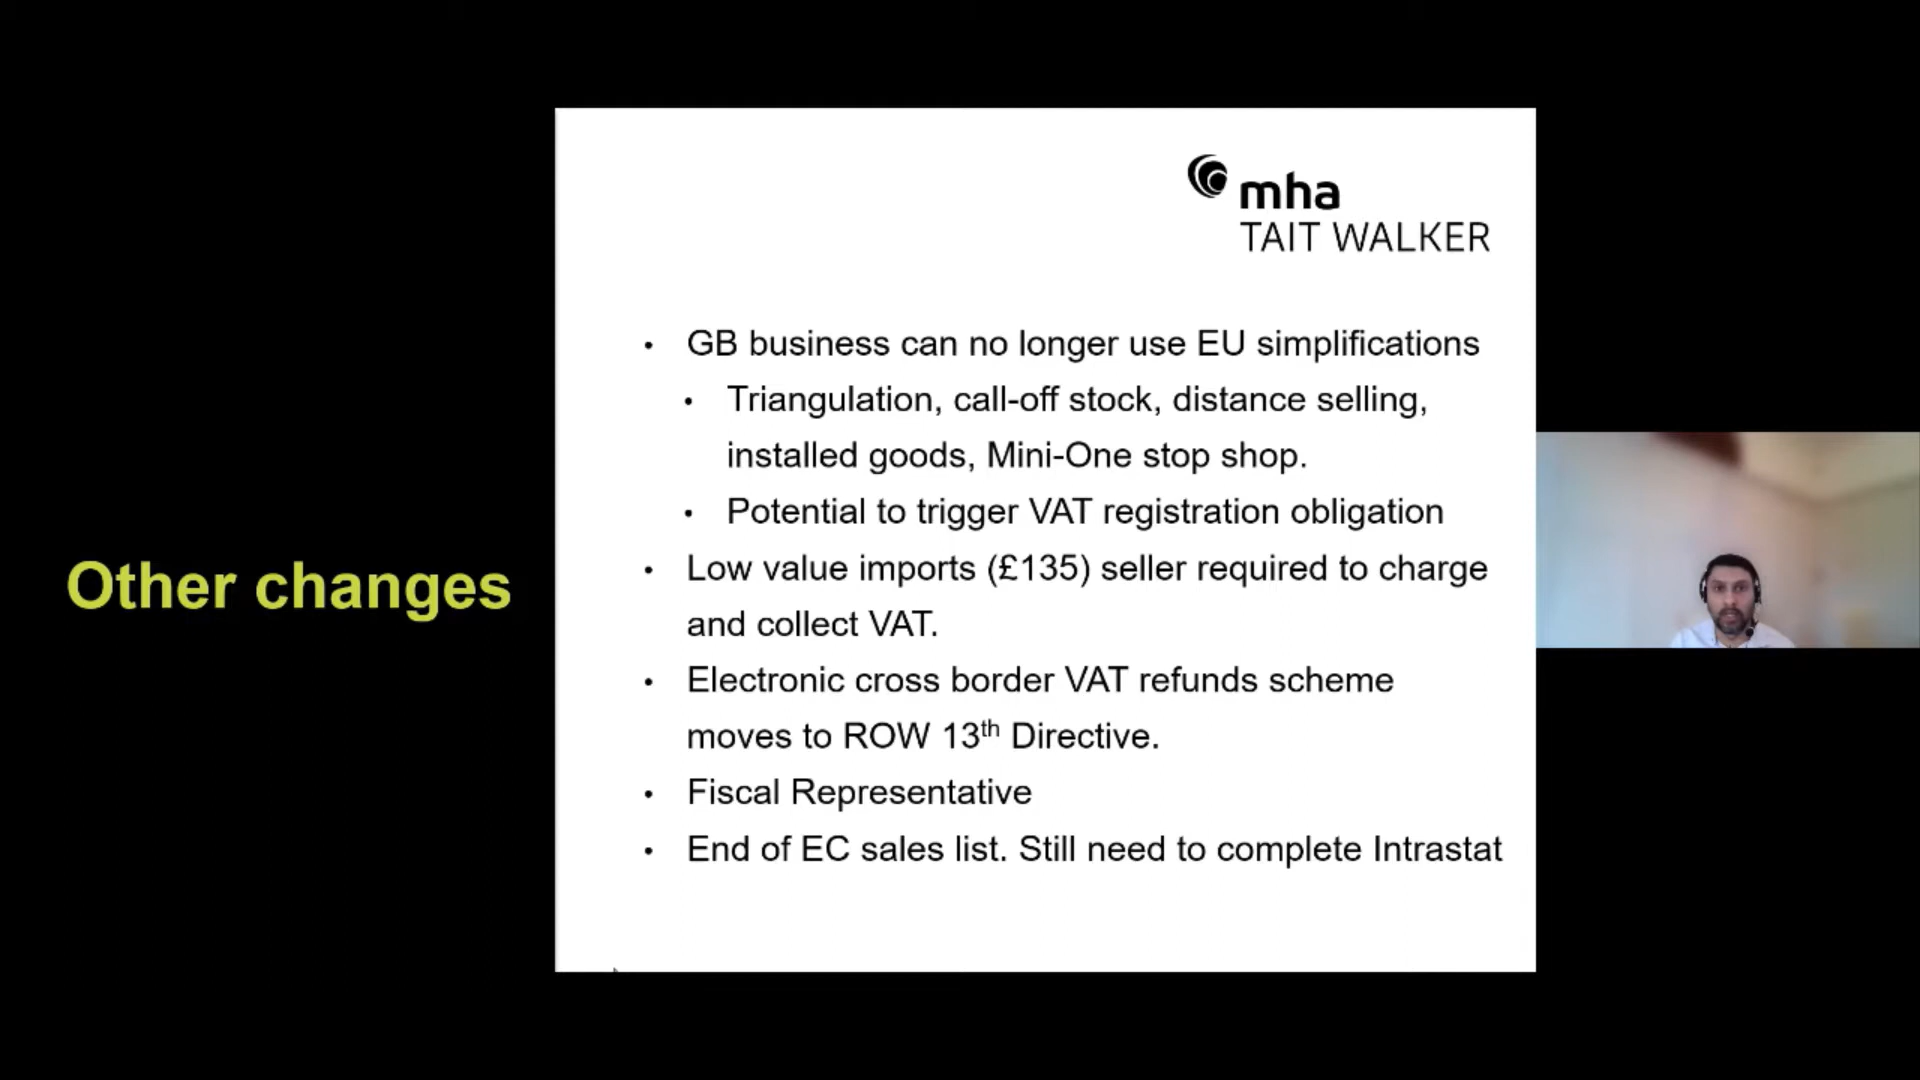 mha
TAIT WALKER
Other changes
• GB business can no longer use EU simplifications
• Triangulation, call-off stock, distance selling,
installed goods, Mini-One stop shop.
• Potential to trigger VAT registration obligation
• Low value imports (£135) seller required to charge
and collect VAT.
• Electronic cross border VAT refunds scheme
moves to ROW 13th Directive.
• Fiscal Representative
• End of EC sales list. Still need to complete Intrastat